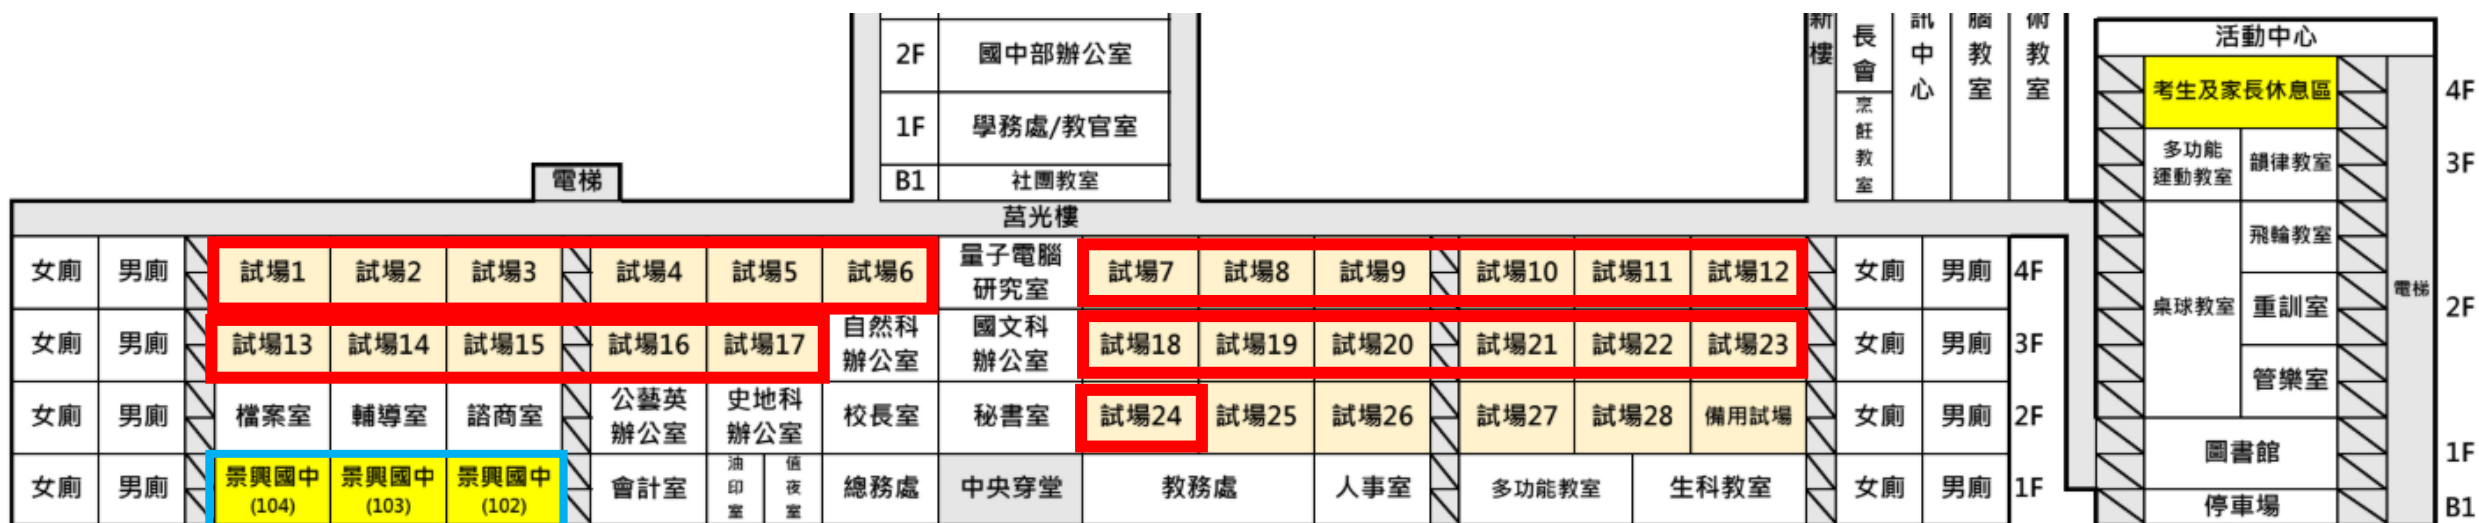 2F 國中部辦公室
1F 學務處/教官室
B1 社團教室
新樓
長會
烹飪教室
訊中心
腦教室
術教室
活動中心
考生及家長休息區 4F
多功能
運動教室
韻律教室 3F
飛輪教室
桌球教室 重訓室 2F
管樂室
圖書館 1F
停車場 B1
電梯
電梯
莒光樓
女廁 男廁 試場1 試場2 試場3 試場4 試場5 試場6 量子電腦
研究室
試場7 試場8 試場9 試場10 試場11 試場12 女廁 男廁 4F
女廁 男廁 試場13 試場14 試場15 試場16 試場17 自然科
辦公室
國文科
辦公室
試場18 試場19 試場20 試場21 試場22 試場23 女廁 男廁 3F
女廁 男廁 檔案室 輔導室 諮商室 公藝英
辦公室
史地科
辦公室
校長室 秘書室 試場24 試場25 試場26 試場27 試場28 備用試場 女廁 男廁 2F
女廁 男廁 景興國中
(104)
景興國中
(103)
景興國中
(102)
會計室 油印室 值夜室 總務處 中央穿堂 教務處 人事室 多功能教室 生科教室 女廁 男廁 1F